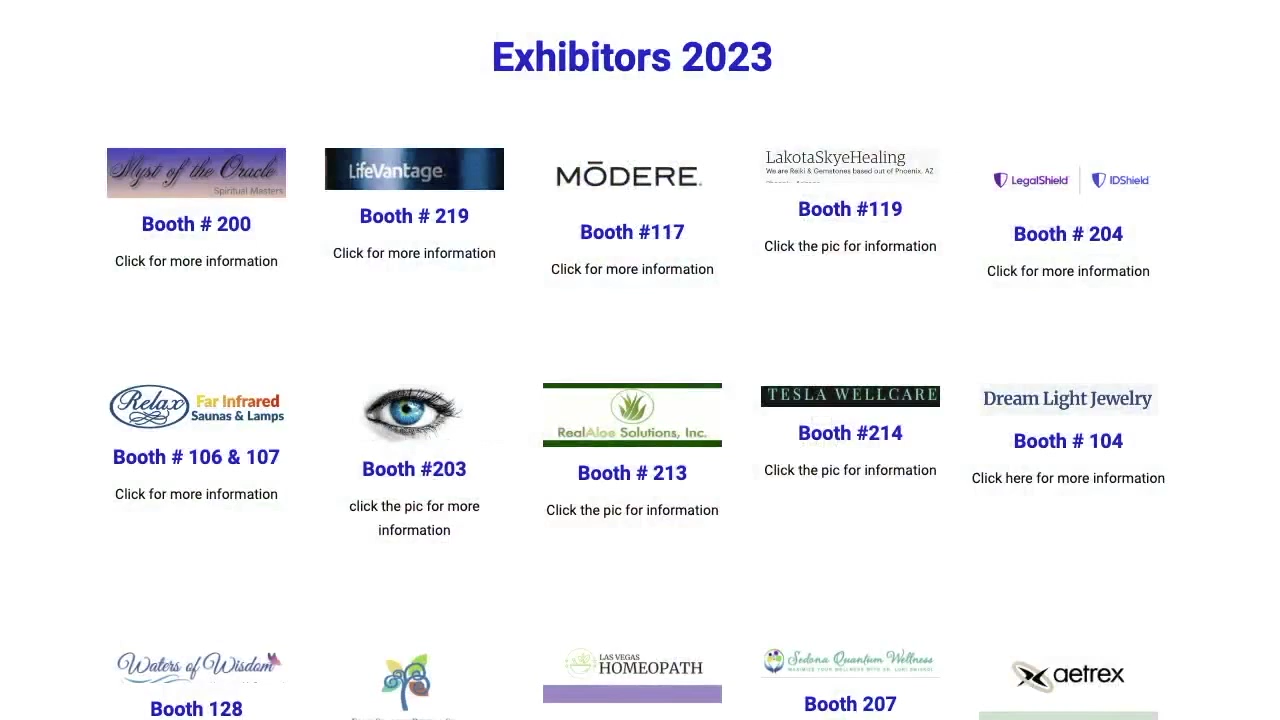 Exhibitors 2023
Myst of the Oracle
Spiritual Masters
Booth # 200
Click for more information
LifeVantage
Booth # 219
Click for more information
MŌDERE.
Booth #117
Click for more information
LakotaSkyeHealing
We are Reiki & Gemstones based out of Phoenix, AZ
Booth #119
Click the pic for information
LegalShield IDShield
Booth # 204
Click for more information
Relax Far Infrared
Saunas & Lamps
Booth # 106 & 107
Click for more information
Booth #203
click the pic for more
information
RealAloe Solutions, Inc.
Booth # 213
Click the pic for information
TESLA WELLCARE
Booth #214
Click the pic for information
Dream Light Jewelry
Booth # 104
Click here for more information
Waters of Wisdom
Booth 128
LAS VEGAS
HOMEOPATH
Sedona Quantum Wellness
Booth 207
aetrex